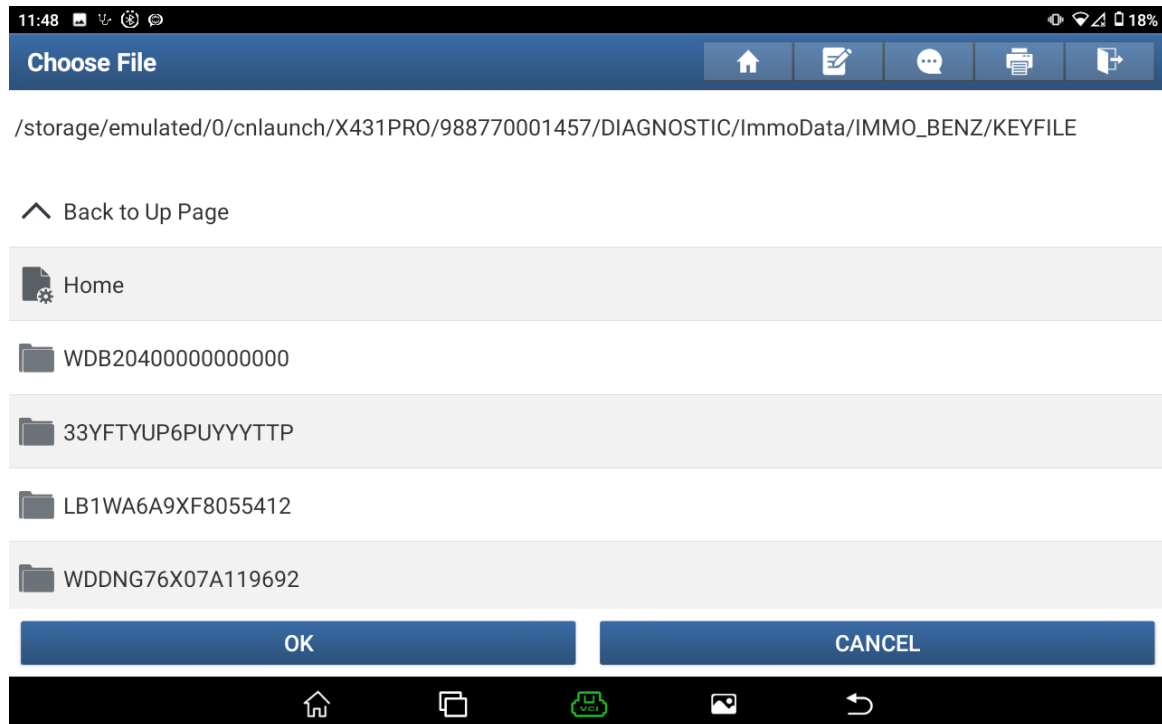 11:48 18%
Choose File
/storage/emulated/0/cnlaunch/X431PRO/988770001457/DIAGNOSTIC/ImmoData/IMMO_BENZ/KEYFILE
Back to Up Page
Home
WDB20400000000000
33YFTYUP6PUYYYTTP
LB1WA6A9XF8055412
WDDNG76X07A119692
OK CANCEL
VCI